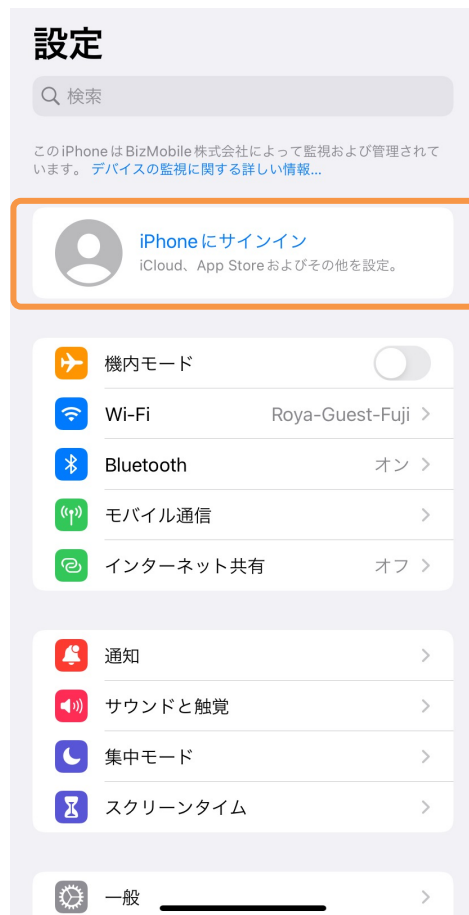 設定
検索
このiPhoneはBizMobile株式会社によって監視および管理されて
います。 デバイスの監視に関する詳しい情報...
iPhoneにサインイン
iCloud、App Storeおよびその他を設定。
機内モード
Wi-Fi Roya-Guest-Fuji
Bluetooth オン
モバイル通信
インターネット共有 オフ
通知
サウンドと触覚
集中モード
スクリーンタイム
一般